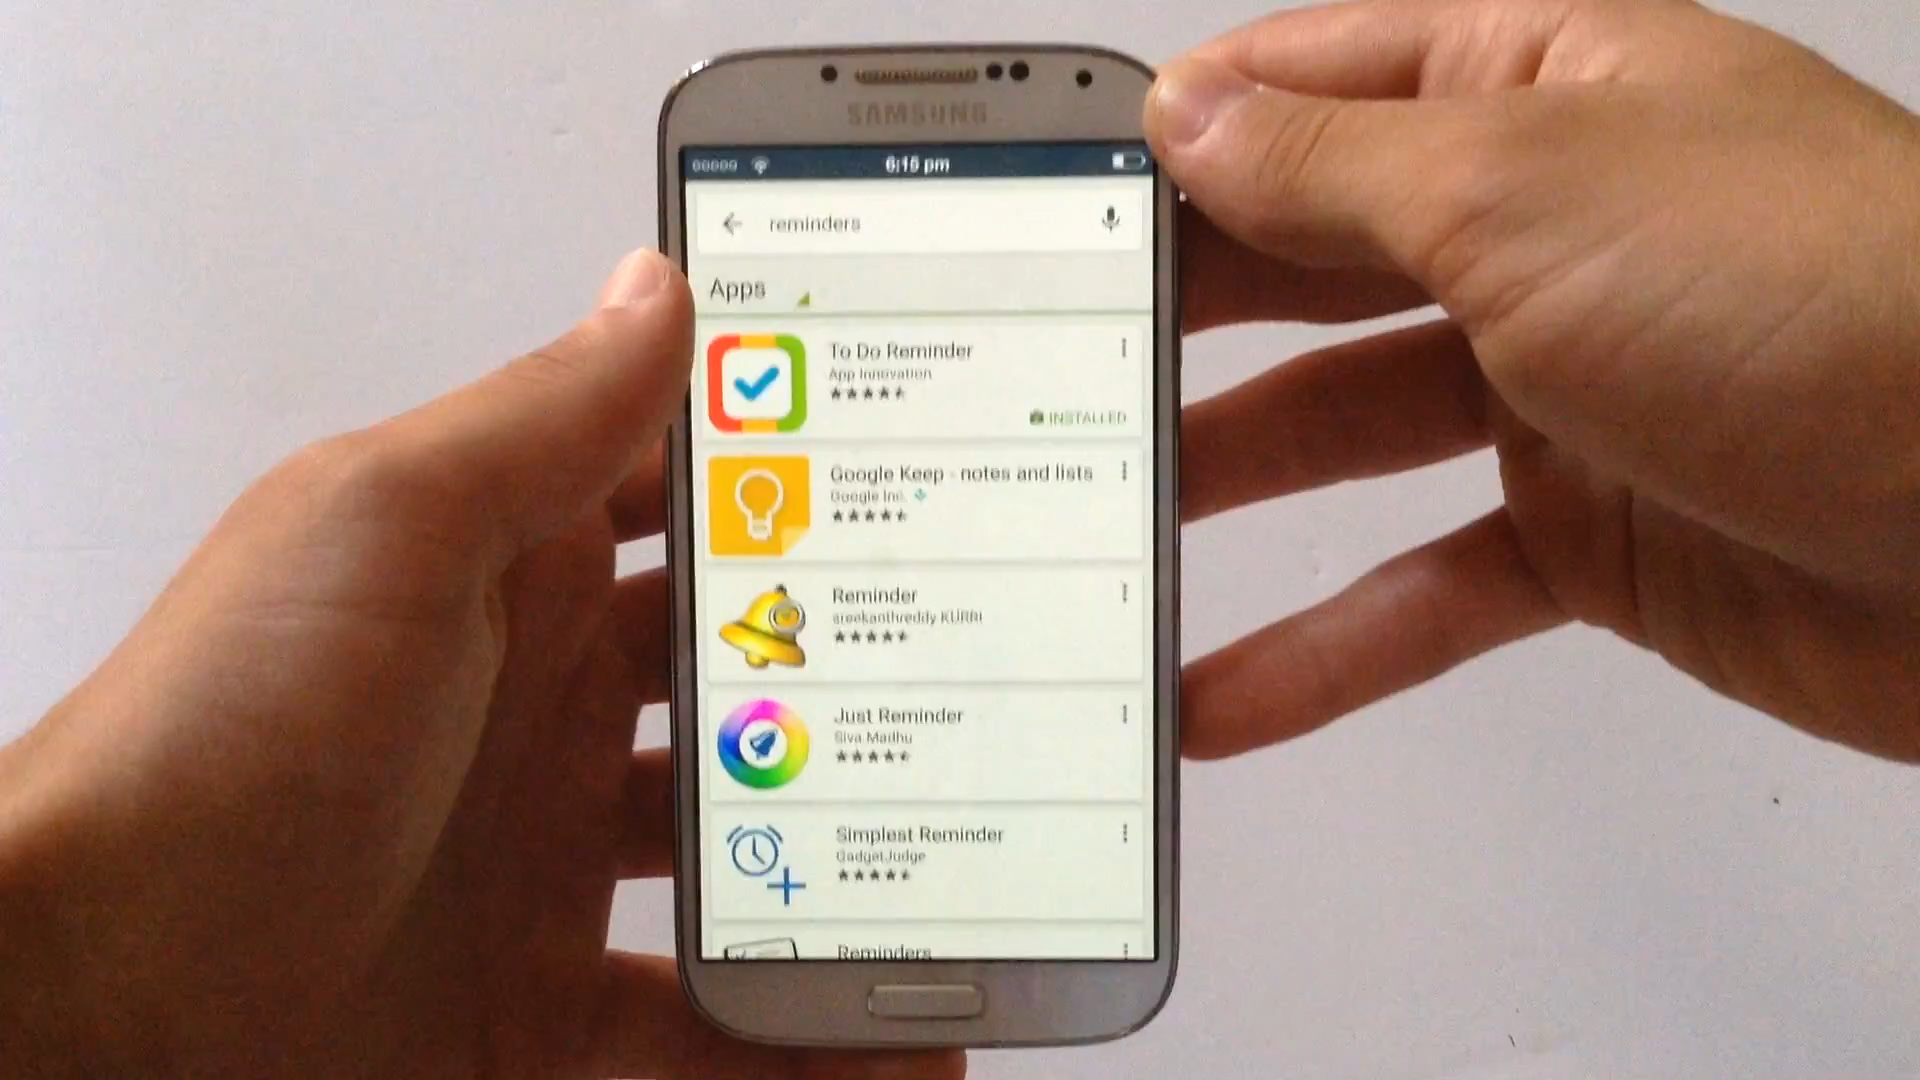 SAMSUNG
6:15 pm
reminders
Apps
To Do Reminder
App Innovation
INSTALLED
Google Keep - notes and lists
Google Inc.
Reminder
sreekanthreddy KURRI
Just Reminder
Siva Madhu
Simplest Reminder
GadgetJudge
Reminders